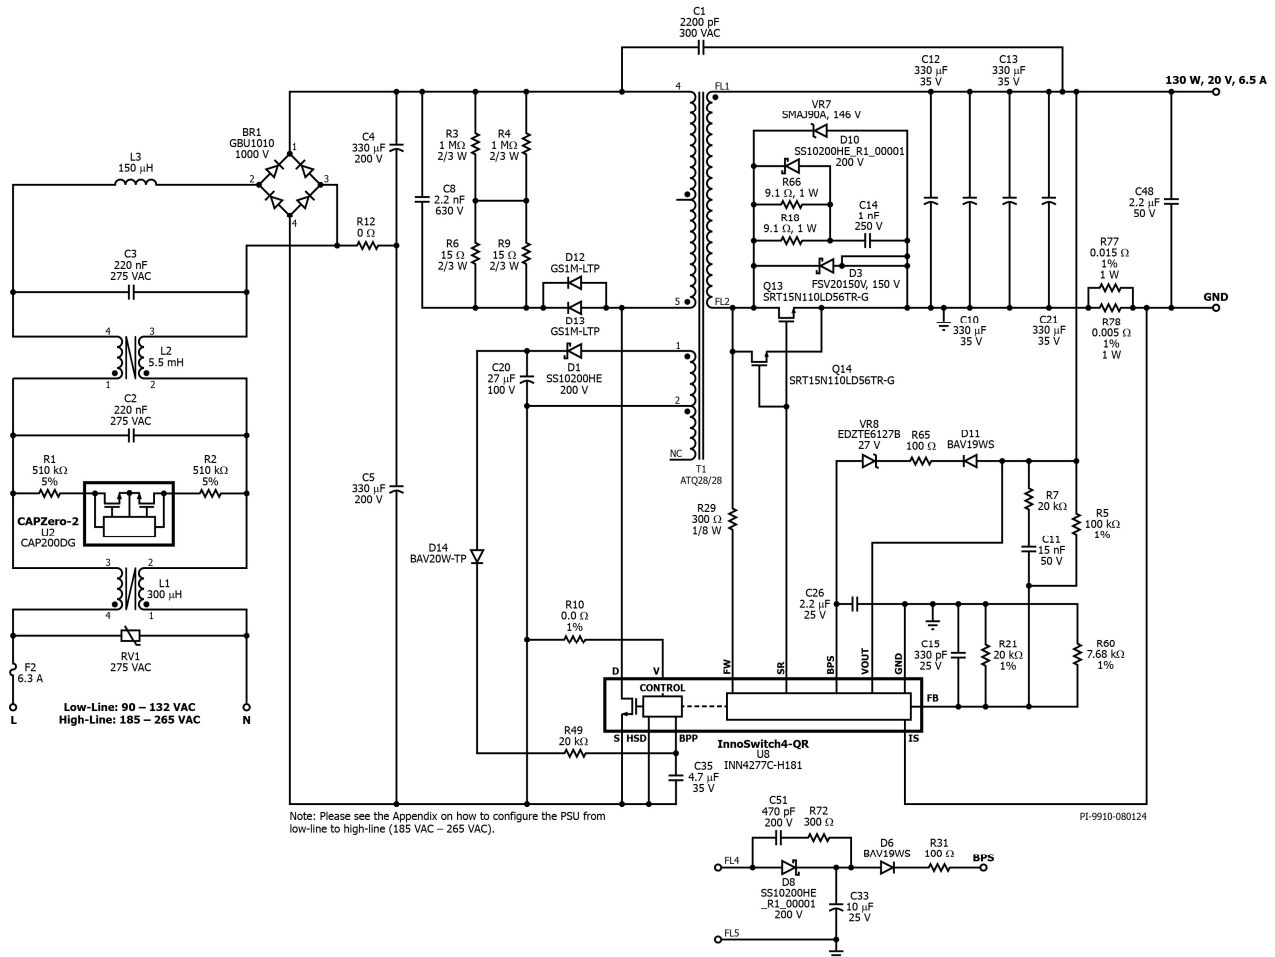 C1
2200 pF
300 VAC
130 W, 20 V, 6.5 A
C12
330 µF
35 V
C13
330 µF
35 V
4
FL1
VR7
SMAJ90A, 146 V
D10
SS10200HE_R1_00001
200 V
BR1
GBU1010
1000 V
1
2
3
4
L3
150 µH
C4
330 µF
200 V
R3
1 MΩ
2/3 W
R4
1 MΩ
2/3 W
C8
2.2 nF
630 V
R66
9.1 Ω, 1 W
R18
9.1 Ω, 1 W
C14
1 nF
250 V
C48
2.2 µF
50 V
R12
0 Ω
R6
15 Ω
2/3 W
R9
15 Ω
2/3 W
D12
GS1M-LTP
D13
GS1M-LTP
D3
FSV20150V, 150 V
R77
0.015 Ω
1%
1 W
GND
C3
220 nF
275 VAC
5
FL2
Q13
SRT15N110LD56TR-G
C10
330 µF
35 V
C21
330 µF
35 V
R78
0.005 Ω
1%
1 W
4
3
L2
5.5 mH
1
2
C20
27 µF
100 V
D1
SS10200HE
200 V
1
2
NC
T1
ATQ28/28
Q14
SRT15N110LD56TR-G
C2
220 nF
275 VAC
R1
510 kΩ
5%
R2
510 kΩ
5%
C5
330 µF
200 V
VR8
EDZTE6127B
27 V
R65
100 Ω
D11
BAV19WS
CAPZero-2
U2
CAP200DG
R29
300 Ω
1/8 W
R7
20 kΩ
R5
100 kΩ
1%
C11
15 nF
50 V
D14
BAV20W-TP
3
2
L1
300 µH
4
1
RV1
275 VAC
F2
6.3 A
R10
0.0 Ω
1%
C26
2.2 µF
25 V
C15
330 pF
25 V
R21
20 kΩ
1%
R60
7.68 kΩ
1%
D
V
FW
SR
BPS
VOUT
GND
CONTROL
FB
L
N
Low-Line: 90 – 132 VAC
High-Line: 185 – 265 VAC
S
HSD
BPP
IS
InnoSwitch4-QR
U8
INN4277C-H181
R49
20 kΩ
C35
4.7 µF
35 V
Note: Please see the Appendix on how to configure the PSU from
low-line to high-line (185 VAC – 265 VAC).
PI-9910-080124
C51
470 pF
200 V
R72
300 Ω
FL4
D8
SS10200HE
_R1_00001
200 V
D6
BAV19WS
R31
100 Ω
BPS
C33
10 µF
25 V
FL5